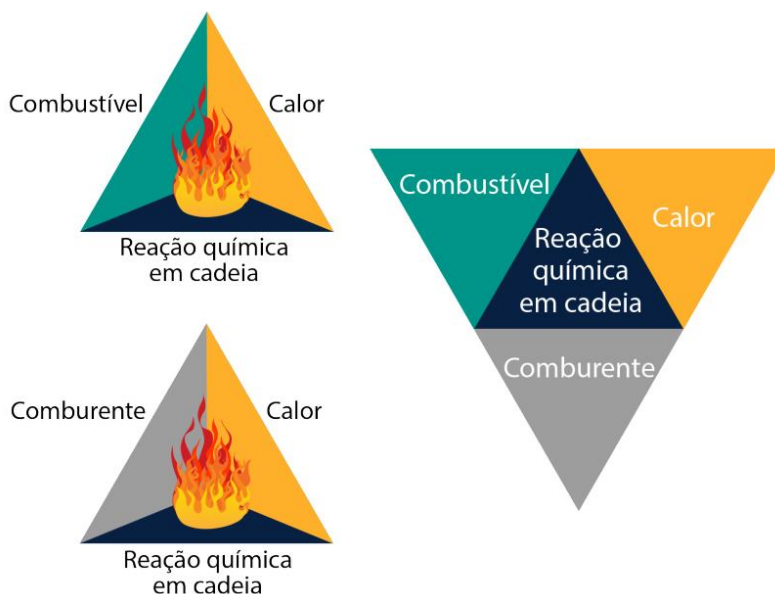 Combustível
Calor
Reação química
em cadeia
Comburente
Calor
Reação química
em cadeia
Combustível
Calor
Reação
química
em cadeia
Comburente